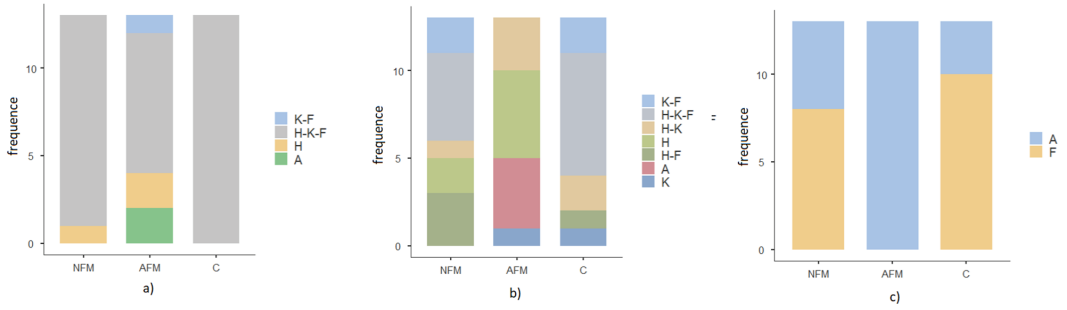 frequence
10
5
0
NFM
AFM
C
K-F
H-K-F
H
A
a)
frequence
10
5
0
NFM
AFM
C
K-F
H-K-F
H-K
H
H-F
A
K
b)
"
frequence
10
5
0
NFM
AFM
C
A
F
c)